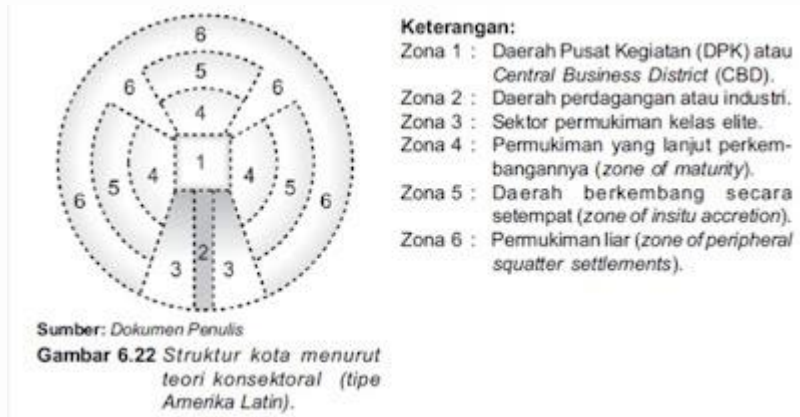 6
5
6
6
4
1
4
4
5
5
6
6
2
3
3
Sumber: Dokumen Penulis
Gambar 6.22 Struktur kota menurut
teori konsektoral (tipe
Amerika Latin).
Keterangan:
Zona 1 : Daerah Pusat Kegiatan (DPK) atau
Central Business District (CBD).
Zona 2 : Daerah perdagangan atau industri.
Zona 3 : Sektor permukiman kelas elite.
Zona 4 : Permukiman yang lanjut perkem-
bangannya (zone of maturity).
Zona 5 : Daerah berkembang secara
setempat (zone of insitu accretion).
Zona 6 : Permukiman liar (zone of peripheral
squatter settlements).